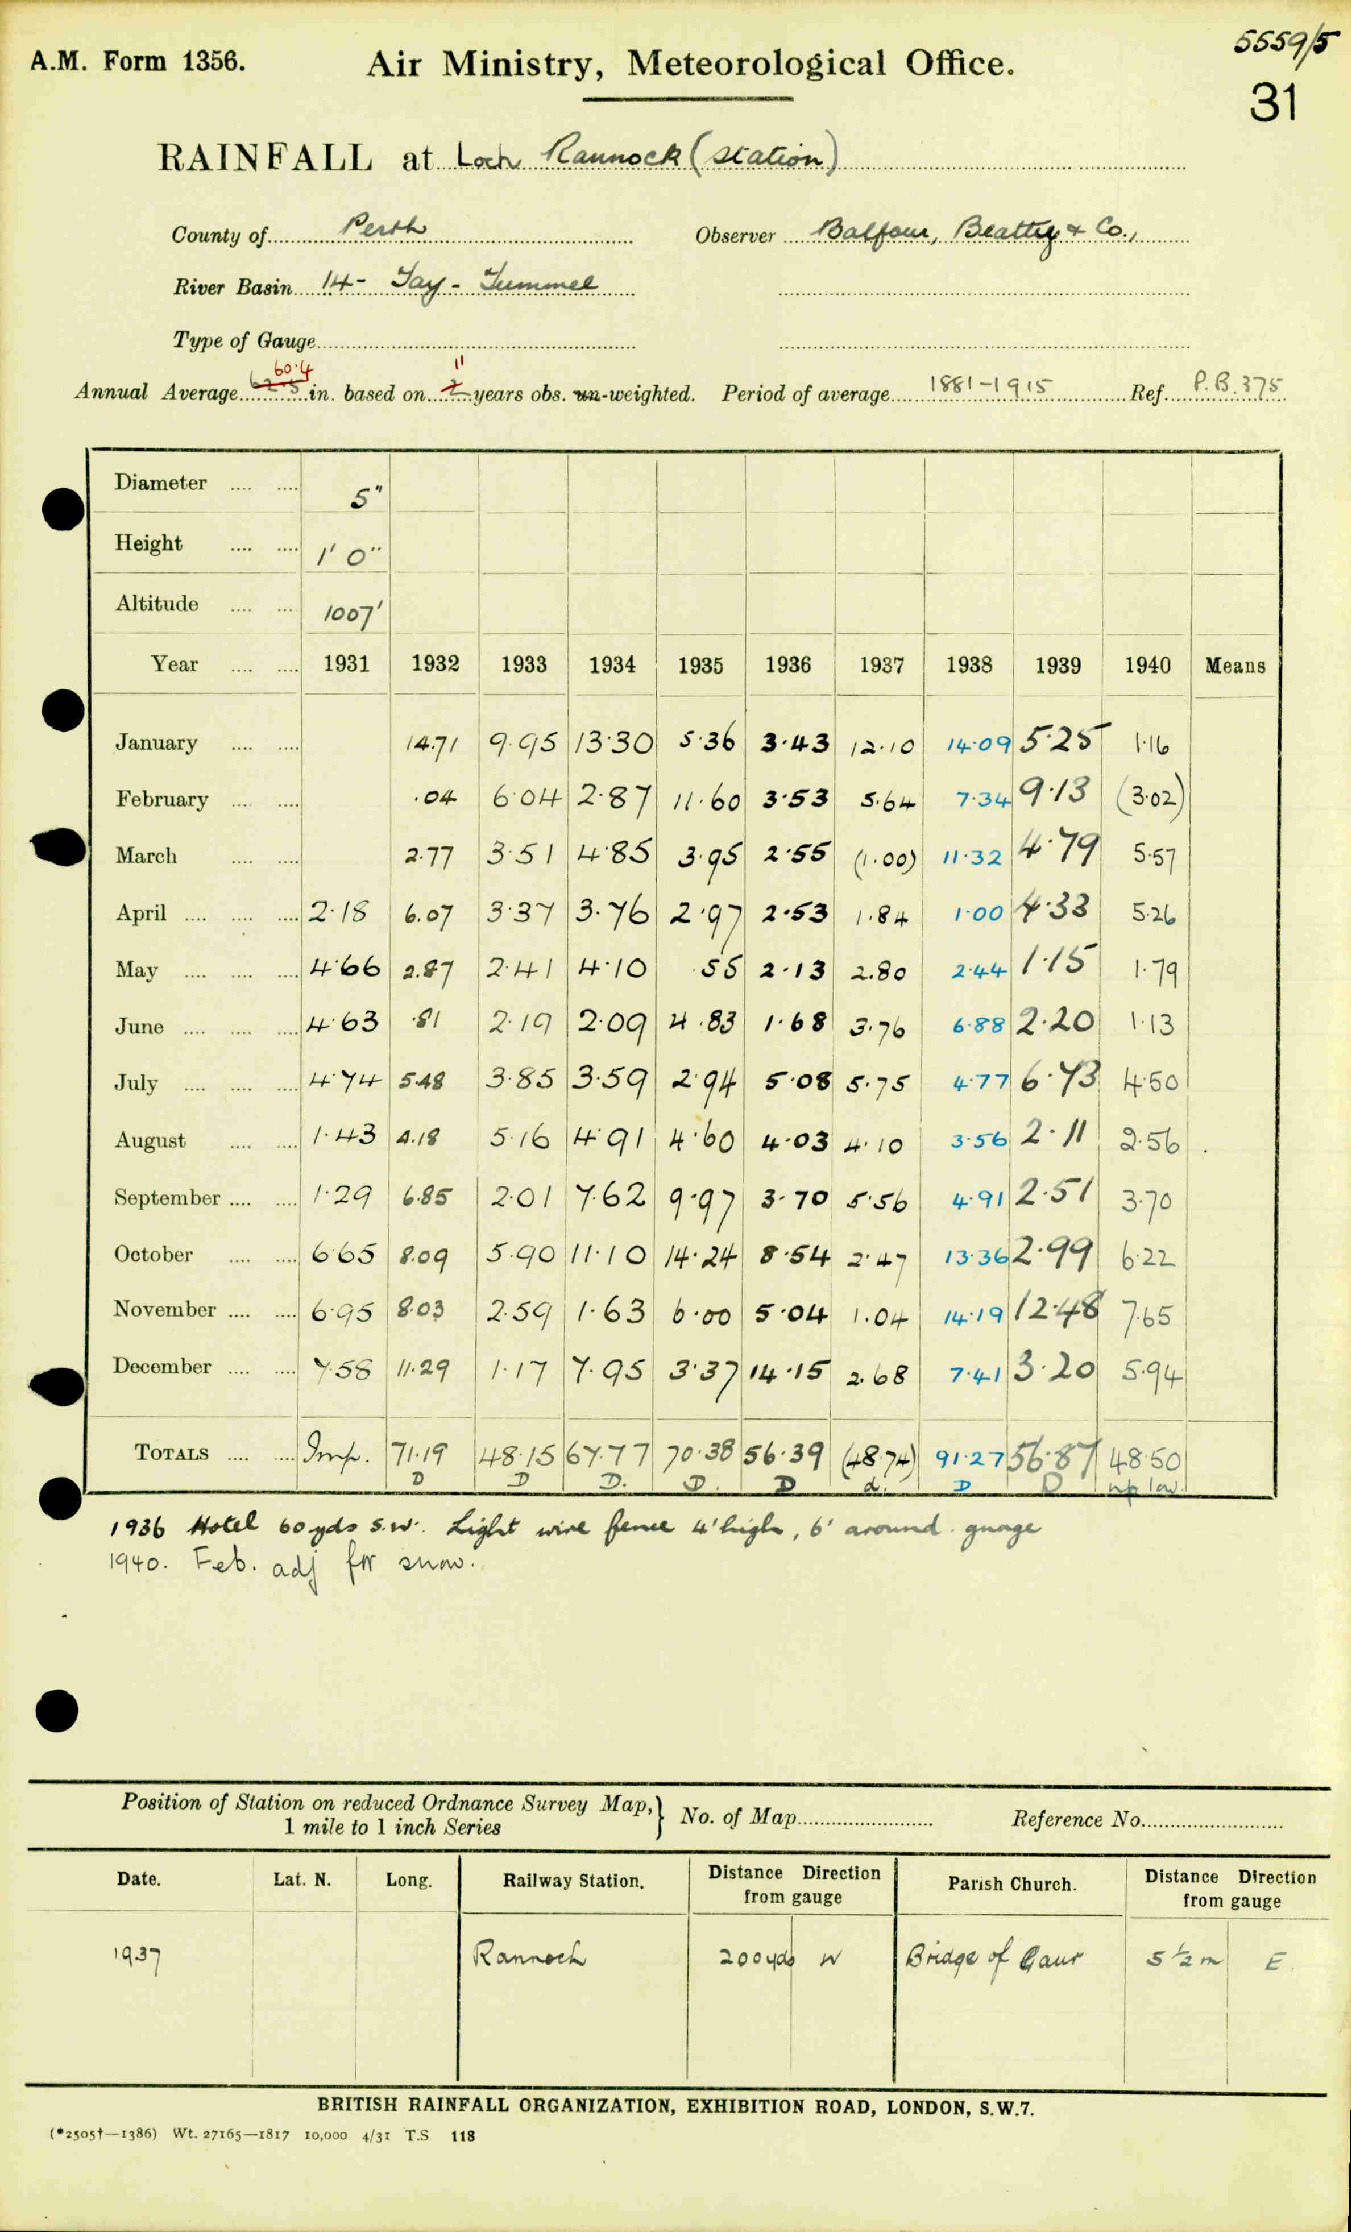 5559/5
A.M. Form 1356. Air Ministry, Meteorological Office.
31
RAINFALL at Loch Rannock (station)
County of Perth Observer Balfour, Beatty & Co.,
River Basin 14- Tay - Tummel
Type of Gauge
60.4 11
Annual Average 62.5 in. based on 2 years obs. un-weighted. Period of average 1881-1915 Ref. P.B.375
Diameter 5"
Height 1' 0"
Altitude 1007'
Year 1931 1932 1933 1934 1935 1936 1937 1938 1939 1940 Means
January 14.71 9.95 13.30 5.36 3.43 12.10 14.09 5.25 1.16
February .04 6.04 2.87 11.60 3.53 5.64 7.34 9.13 (3.02)
March 2.77 3.51 4.85 3.95 2.55 (1.00) 11.32 4.79 5.57
April 2.18 6.07 3.37 3.76 2.97 2.53 1.84 1.00 4.33 5.26
May 4.66 2.87 2.41 4.10 .55 2.13 2.80 2.44 1.15 1.79
June 4.63 .81 2.19 2.09 4.83 1.68 3.76 6.88 2.20 1.13
July 4.74 5.48 3.85 3.59 2.94 5.08 5.75 4.77 6.73 4.50
August 1.43 4.18 5.16 4.91 4.60 4.03 4.10 3.56 2.11 2.56
September 1.29 6.85 2.01 7.62 9.97 3.70 5.56 4.91 2.51 3.70
October 6.65 8.09 5.90 11.10 14.24 8.54 2.47 13.36 2.99 6.22
November 6.95 8.03 2.59 1.63 6.00 5.04 1.04 14.19 12.48 7.65
December 7.58 11.29 1.17 7.95 3.37 14.15 2.68 7.41 3.20 5.94
TOTALS Imp. 71.19 48.15 67.77 70.38 56.39 (48.74) 91.27 56.87 48.50
D D D. D. D d. D D low
1936 Hotel 60 yds S.W. Light wire fence 4' high, 6' around guage
1940. Feb. adj for snow.
Position of Station on reduced Ordnance Survey Map,
1 mile to 1 inch Series } No. of Map Reference No.
Date. Lat. N. Long. Railway Station. Distance Direction from gauge Parish Church. Distance Direction from gauge
1937 Rannoch 200 yds W Bridge of Gaur 5 1/2 m E.
BRITISH RAINFALL ORGANIZATION, EXHIBITION ROAD, LONDON, S.W.7.
(*2505†—1386) Wt. 27165—1817 10,000 4/31 T.S 118